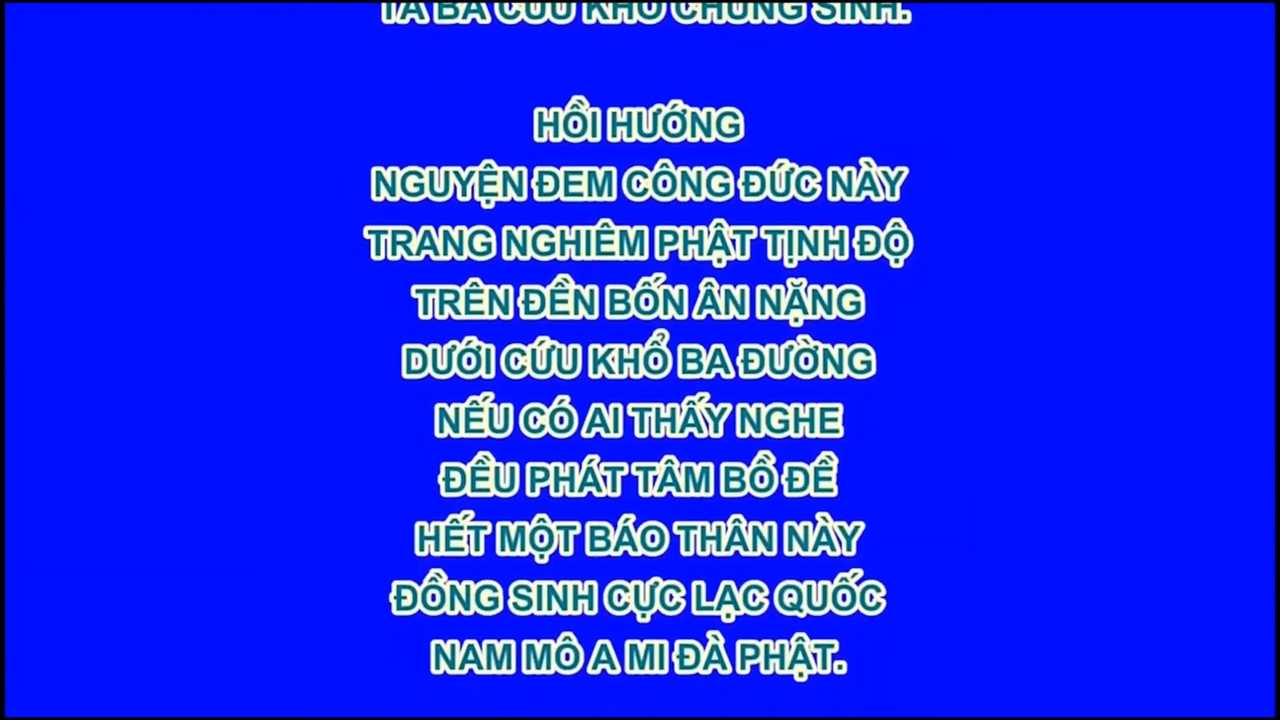 TA BA CỨU KHỔ CHÚNG SINH.
HỒI HƯỚNG
NGUYỆN ĐEM CÔNG ĐỨC NÀY
TRANG NGHIÊM PHẬT TỊNH ĐỘ
TRÊN ĐỀN BỐN ÂN NẶNG
DƯỚI CỨU KHỔ BA ĐƯỜNG
NẾU CÓ AI THẤY NGHE
ĐỀU PHÁT TÂM BỒ ĐỀ
HẾT MỘT BÁO THÂN NÀY
ĐỒNG SINH CỰC LẠC QUỐC
NAM MÔ A MI ĐÀ PHẬT.